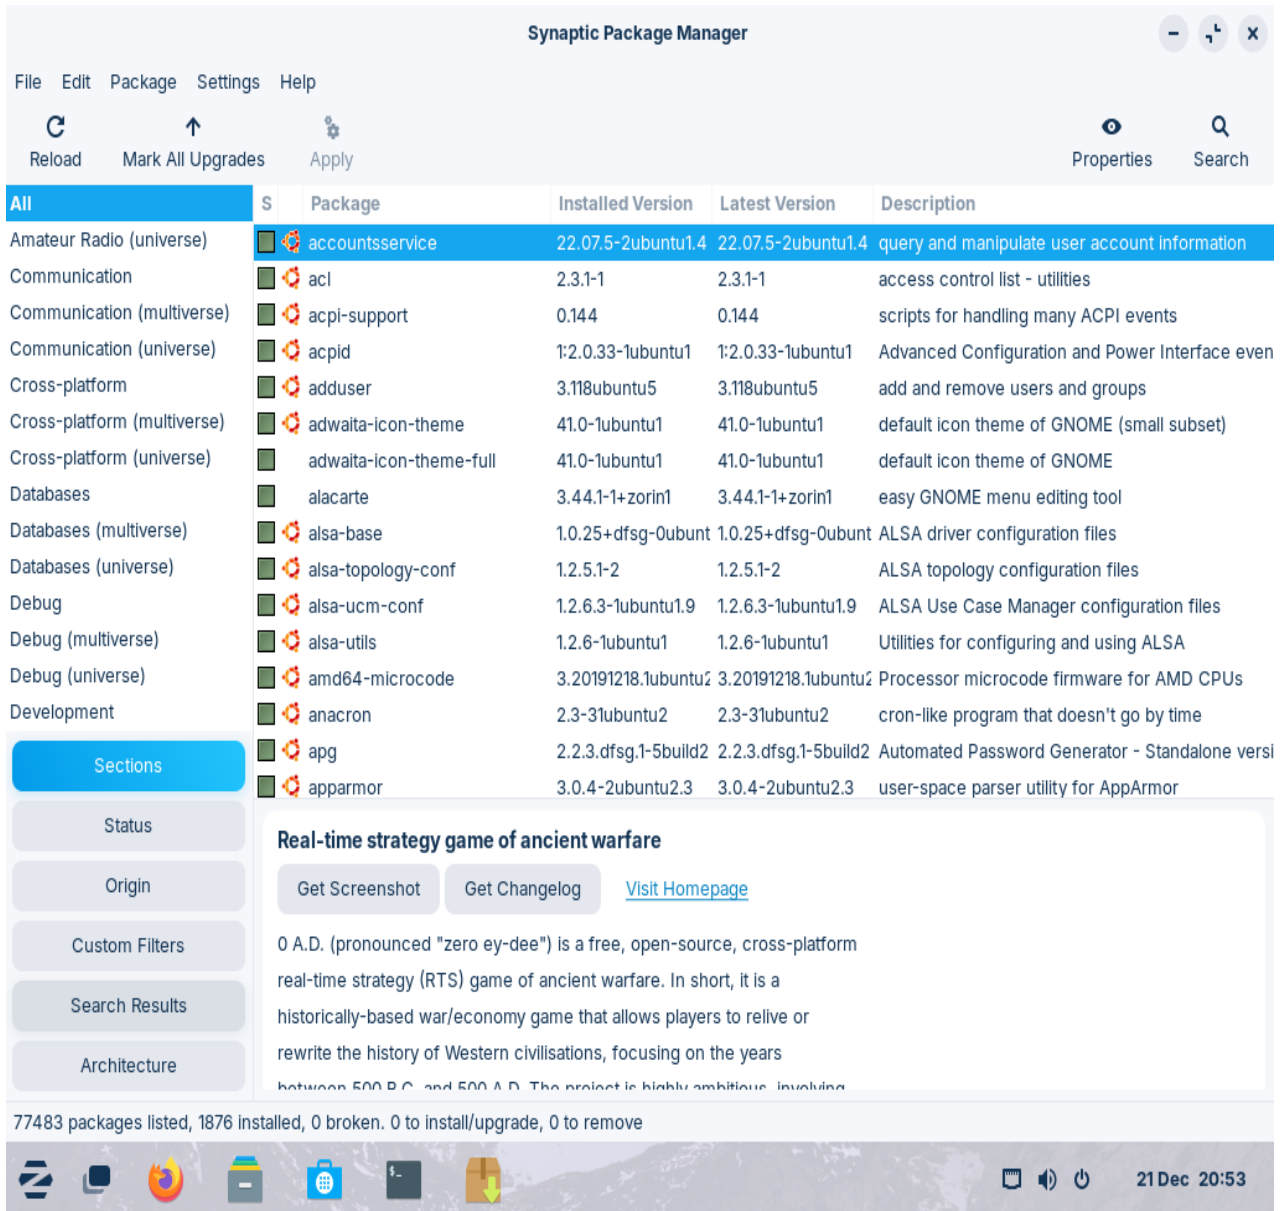 Synaptic Package Manager
File Edit Package Settings Help
Reload Mark All Upgrades Apply Properties Search
All
Amateur Radio (universe)
Communication
Communication (multiverse)
Communication (universe)
Cross-platform
Cross-platform (multiverse)
Cross-platform (universe)
Databases
Databases (multiverse)
Databases (universe)
Debug
Debug (multiverse)
Debug (universe)
Development
Sections
Status
Origin
Custom Filters
Search Results
Architecture
S Package Installed Version Latest Version Description
accountsservice 22.07.5-2ubuntu1.4 22.07.5-2ubuntu1.4 query and manipulate user account information
acl 2.3.1-1 2.3.1-1 access control list - utilities
acpi-support 0.144 0.144 scripts for handling many ACPI events
acpid 1:2.0.33-1ubuntu1 1:2.0.33-1ubuntu1 Advanced Configuration and Power Interface even
adduser 3.118ubuntu5 3.118ubuntu5 add and remove users and groups
adwaita-icon-theme 41.0-1ubuntu1 41.0-1ubuntu1 default icon theme of GNOME (small subset)
adwaita-icon-theme-full 41.0-1ubuntu1 41.0-1ubuntu1 default icon theme of GNOME
alacarte 3.44.1-1+zorin1 3.44.1-1+zorin1 easy GNOME menu editing tool
alsa-base 1.0.25+dfsg-0ubunt 1.0.25+dfsg-0ubunt ALSA driver configuration files
alsa-topology-conf 1.2.5.1-2 1.2.5.1-2 ALSA topology configuration files
alsa-ucm-conf 1.2.6.3-1ubuntu1.9 1.2.6.3-1ubuntu1.9 ALSA Use Case Manager configuration files
alsa-utils 1.2.6-1ubuntu1 1.2.6-1ubuntu1 Utilities for configuring and using ALSA
amd64-microcode 3.20191218.1ubuntu2 3.20191218.1ubuntu2 Processor microcode firmware for AMD CPUs
anacron 2.3-31ubuntu2 2.3-31ubuntu2 cron-like program that doesn't go by time
apg 2.2.3.dfsg.1-5build2 2.2.3.dfsg.1-5build2 Automated Password Generator - Standalone versi
apparmor 3.0.4-2ubuntu2.3 3.0.4-2ubuntu2.3 user-space parser utility for AppArmor
Real-time strategy game of ancient warfare
Get Screenshot Get Changelog Visit Homepage
0 A.D. (pronounced "zero ey-dee") is a free, open-source, cross-platform
real-time strategy (RTS) game of ancient warfare. In short, it is a
historically-based war/economy game that allows players to relive or
rewrite the history of Western civilisations, focusing on the years
between 500 B.C. and 500 A.D. The project is highly ambitious, involving
77483 packages listed, 1876 installed, 0 broken. 0 to install/upgrade, 0 to remove
$_
21 Dec 20:53